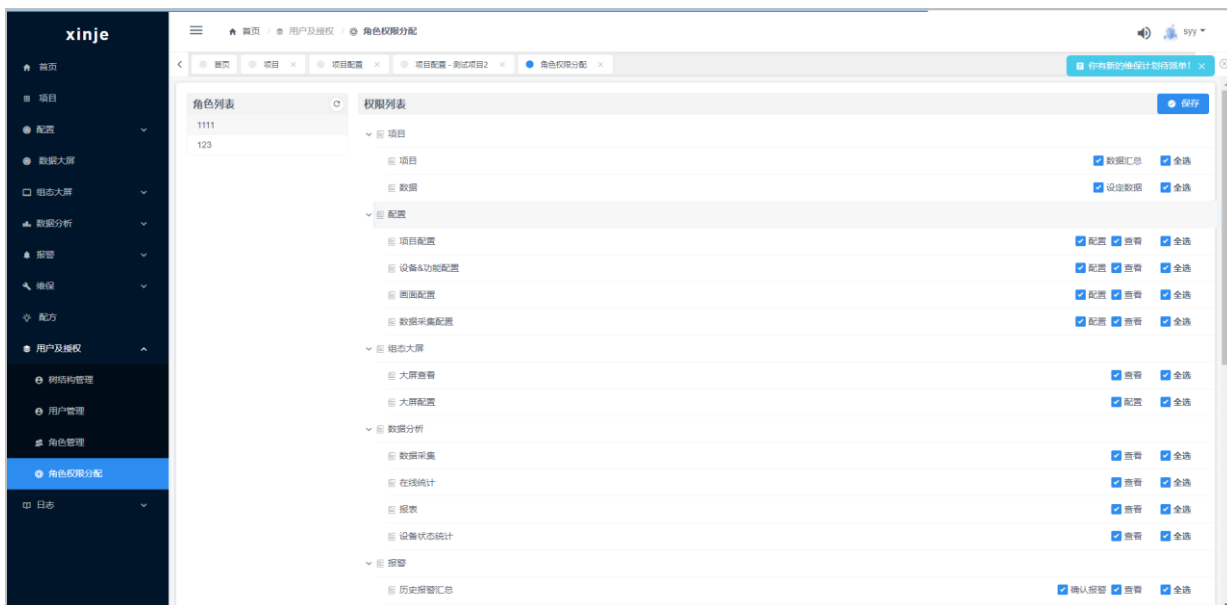 xinje
首页 / 用户及授权 / 角色权限分配
syy
首页 项目 × 项目配置 × 项目配置 - 测试项目2 × 角色权限分配 ×
你有新的维保计划待派单! ×
首页
项目
配置
数据大屏
组态大屏
数据分析
报警
维保
配方
用户及授权
树结构管理
用户管理
角色管理
角色权限分配
日志
角色列表
1111
123
权限列表 保存
项目
项目 数据汇总 全选
数据 设定数据 全选
配置
项目配置 配置 查看 全选
设备&功能配置 配置 查看 全选
画面配置 配置 查看 全选
数据采集配置 配置 查看 全选
组态大屏
大屏查看 查看 全选
大屏配置 配置 全选
数据分析
数据采集 查看 全选
在线统计 查看 全选
报表 查看 全选
设备状态统计 查看 全选
报警
历史报警汇总 确认报警 查看 全选